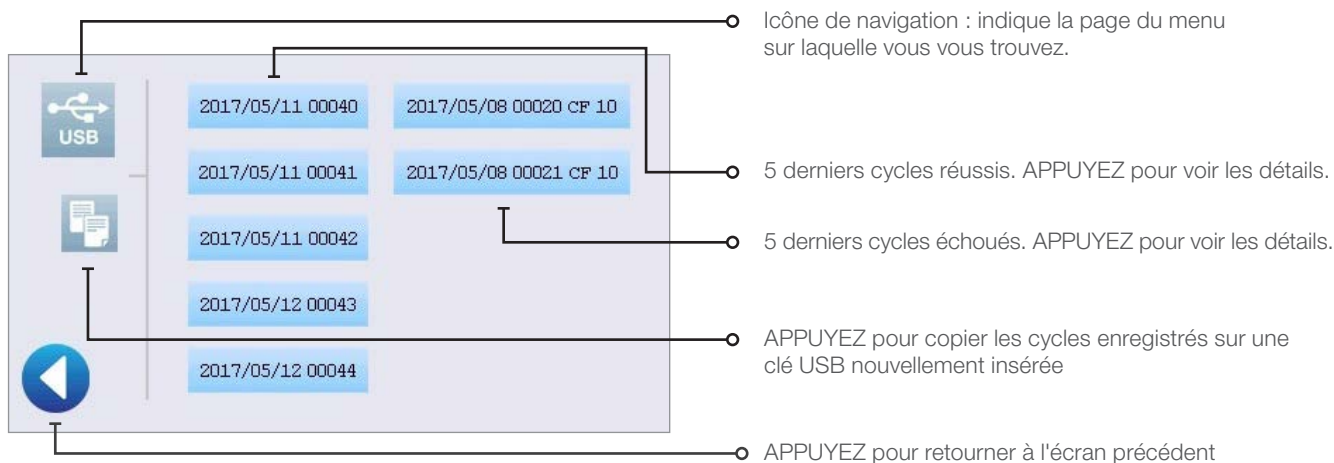 Icône de navigation : indique la page du menu
sur laquelle vous vous trouvez.
USB
2017/05/11 00040
2017/05/08 00020 CF 10
2017/05/11 00041
2017/05/08 00021 CF 10
5 derniers cycles réussis. APPUYEZ pour voir les détails.
2017/05/11 00042
5 derniers cycles échoués. APPUYEZ pour voir les détails.
2017/05/12 00043
APPUYEZ pour copier les cycles enregistrés sur une
clé USB nouvellement insérée
2017/05/12 00044
APPUYEZ pour retourner à l'écran précédent